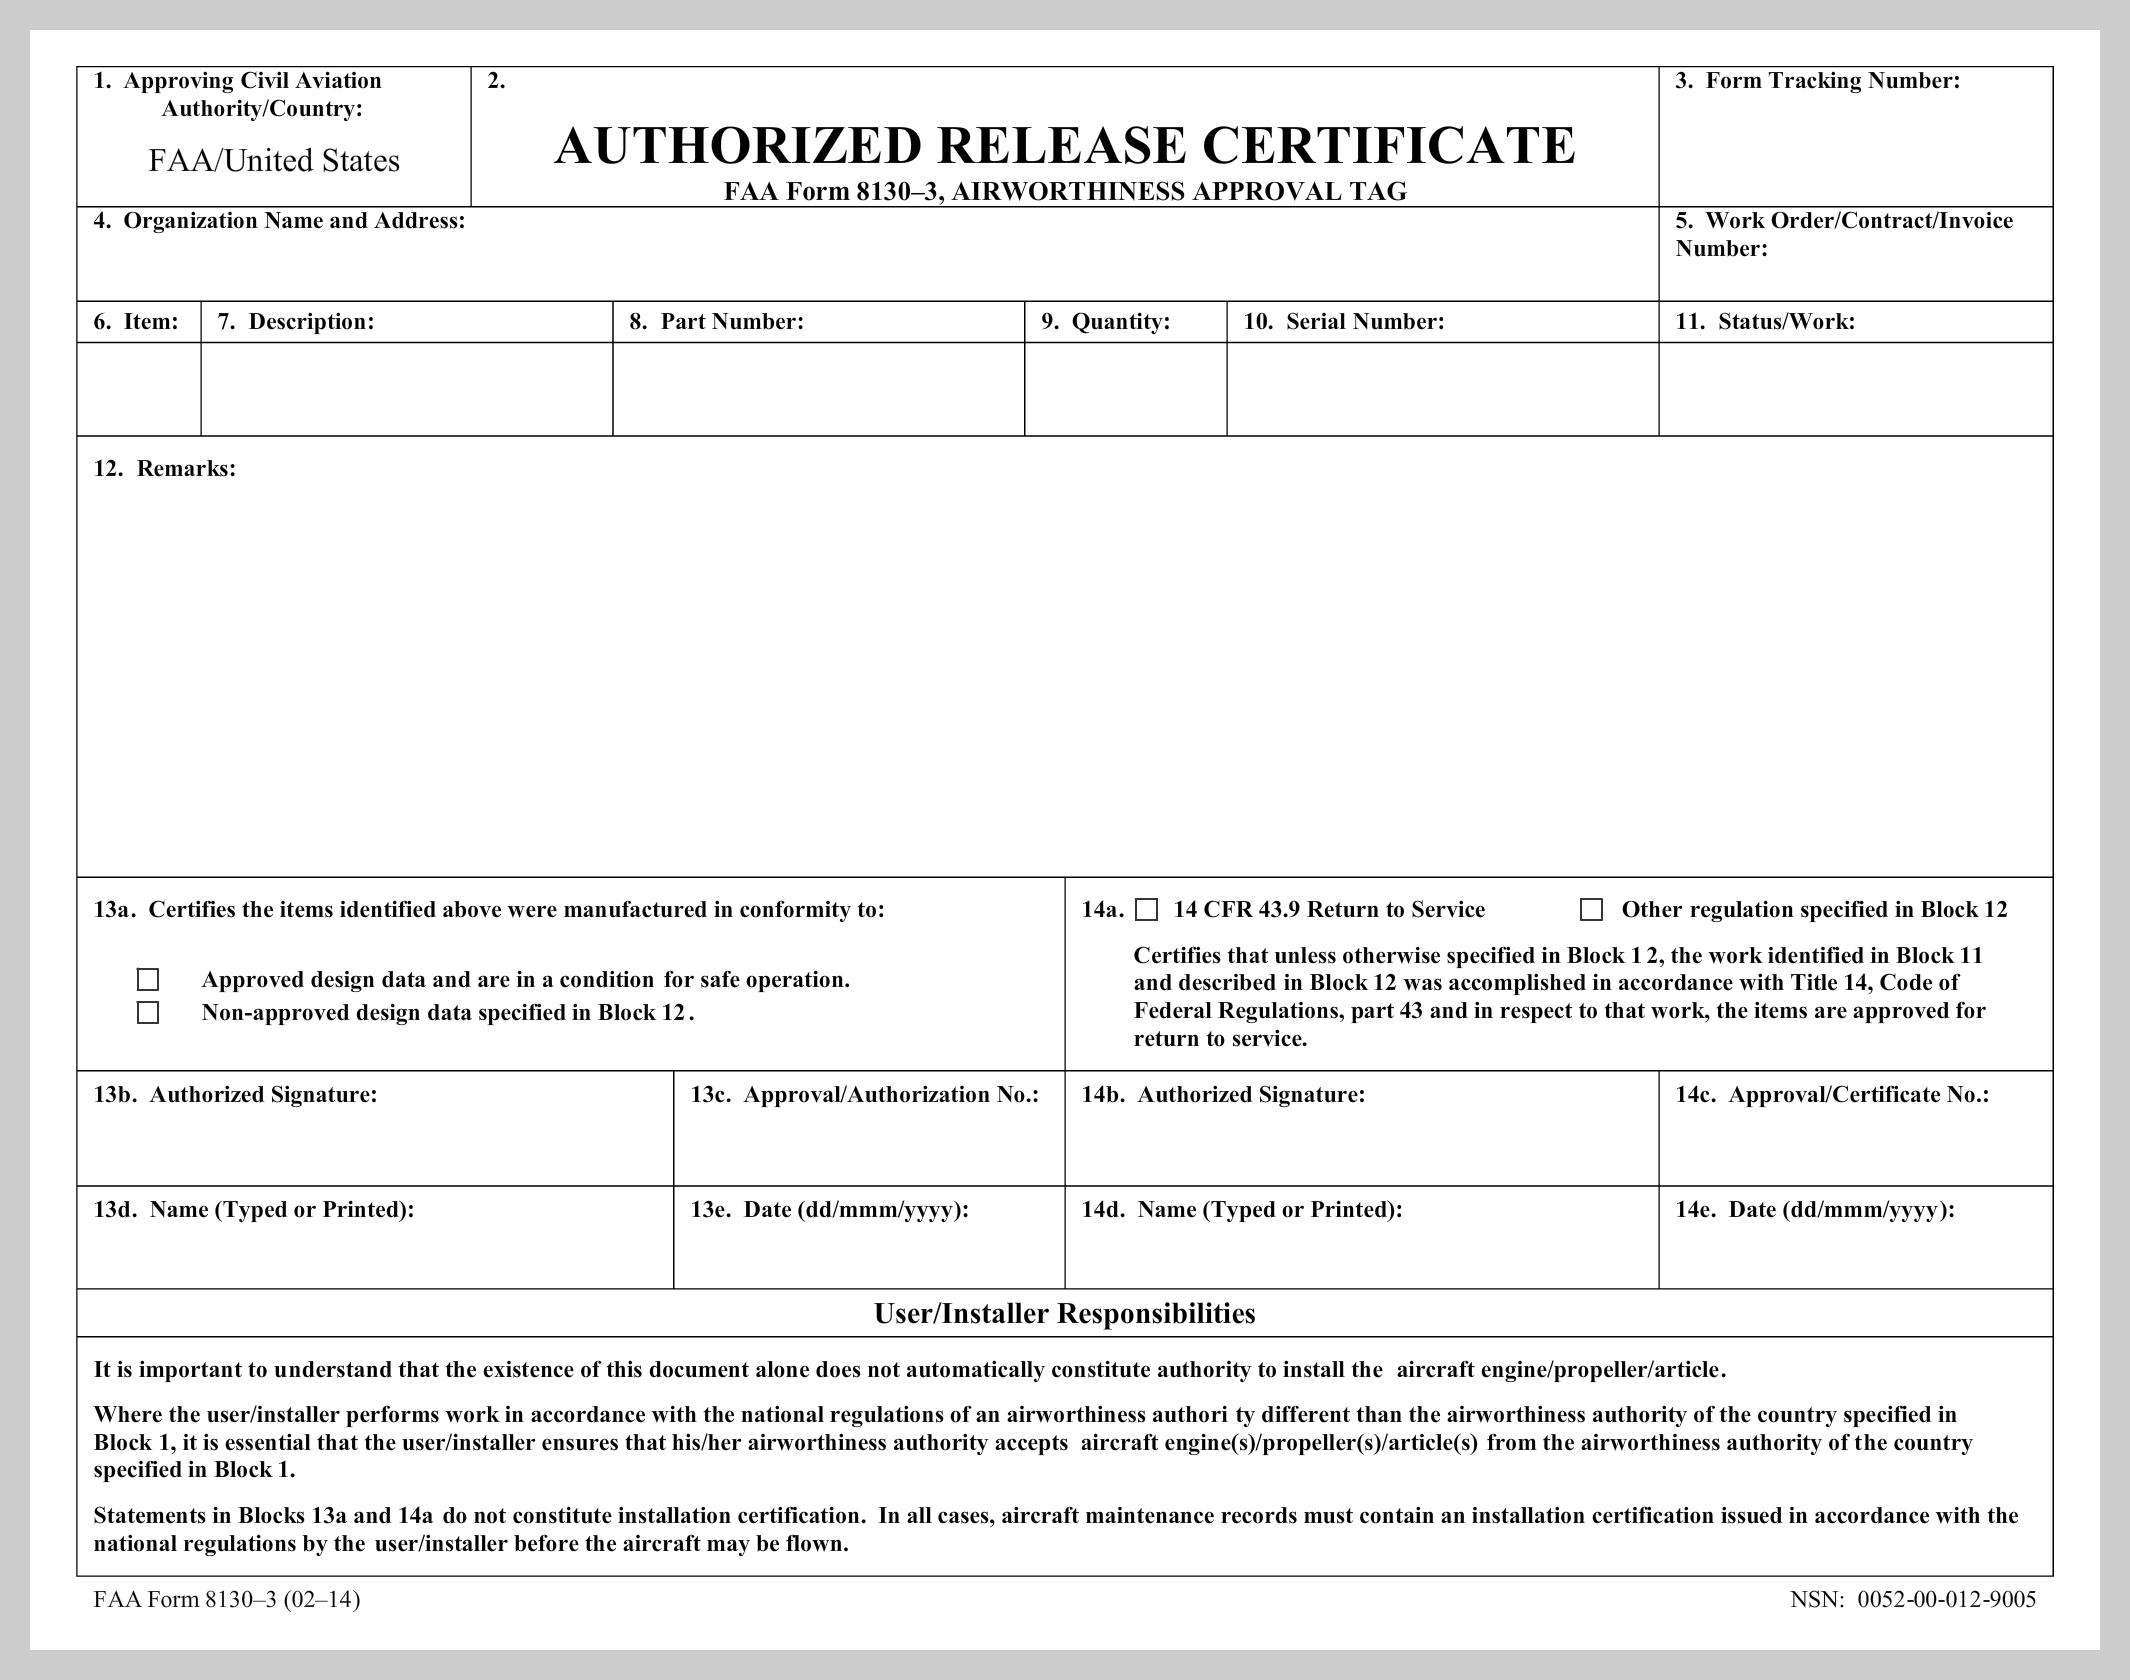 1. Approving Civil Aviation
Authority/Country:
FAA/United States
2.
AUTHORIZED RELEASE CERTIFICATE
FAA Form 8130–3, AIRWORTHINESS APPROVAL TAG
3. Form Tracking Number:
4. Organization Name and Address:
5. Work Order/Contract/Invoice
Number:
6. Item:
7. Description:
8. Part Number:
9. Quantity:
10. Serial Number:
11. Status/Work:
12. Remarks:
13a. Certifies the items identified above were manufactured in conformity to:
Approved design data and are in a condition for safe operation.
Non-approved design data specified in Block 12.
14a. 14 CFR 43.9 Return to Service Other regulation specified in Block 12
Certifies that unless otherwise specified in Block 12, the work identified in Block 11
and described in Block 12 was accomplished in accordance with Title 14, Code of
Federal Regulations, part 43 and in respect to that work, the items are approved for
return to service.
13b. Authorized Signature:
13c. Approval/Authorization No.:
14b. Authorized Signature:
14c. Approval/Certificate No.:
13d. Name (Typed or Printed):
13e. Date (dd/mmm/yyyy):
14d. Name (Typed or Printed):
14e. Date (dd/mmm/yyyy):
User/Installer Responsibilities
It is important to understand that the existence of this document alone does not automatically constitute authority to install the aircraft engine/propeller/article.
Where the user/installer performs work in accordance with the national regulations of an airworthiness authority different than the airworthiness authority of the country specified in
Block 1, it is essential that the user/installer ensures that his/her airworthiness authority accepts aircraft engine(s)/propeller(s)/article(s) from the airworthiness authority of the country
specified in Block 1.
Statements in Blocks 13a and 14a do not constitute installation certification. In all cases, aircraft maintenance records must contain an installation certification issued in accordance with the
national regulations by the user/installer before the aircraft may be flown.
FAA Form 8130–3 (02–14)
NSN: 0052-00-012-9005